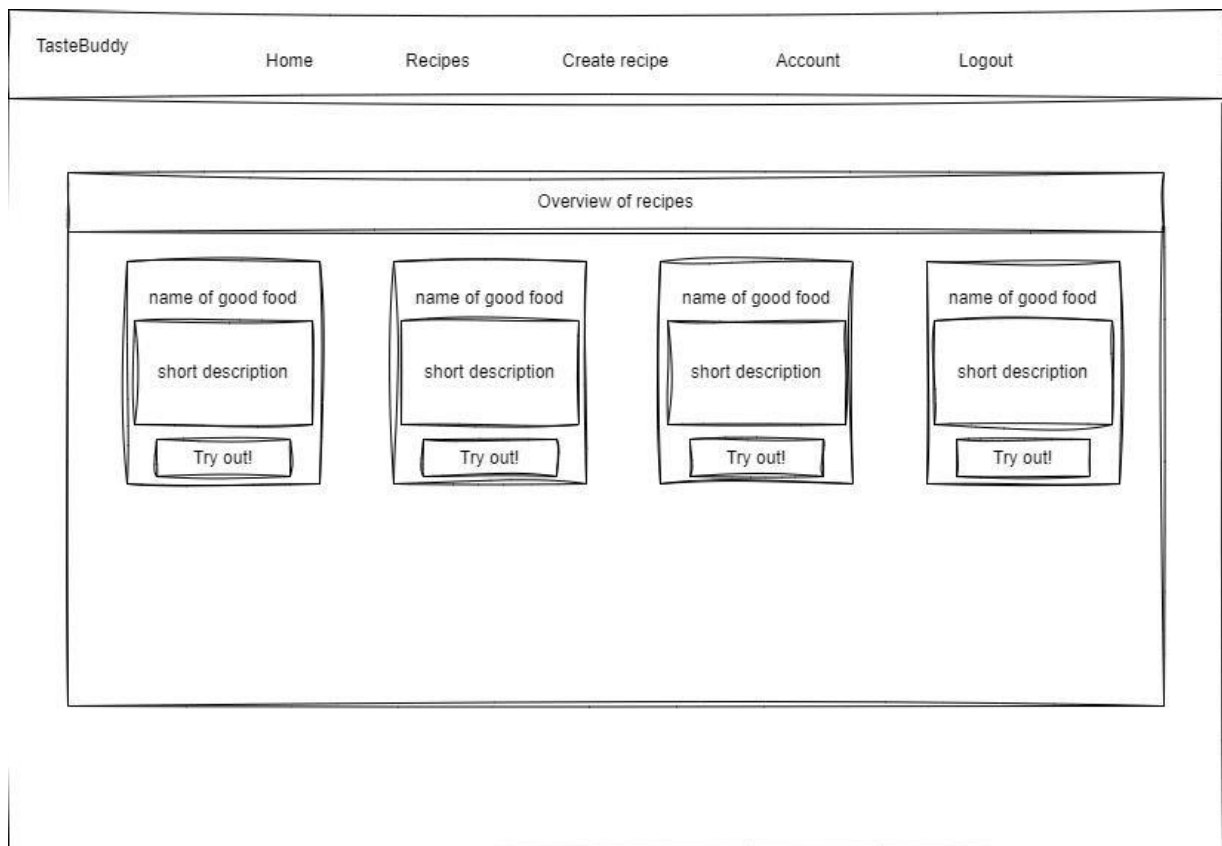 TasteBuddy
Home Recipes Create recipe Account Logout
Overview of recipes
name of good food name of good food name of good food name of good food
short description short description short description short description
Try out! Try out! Try out! Try out!